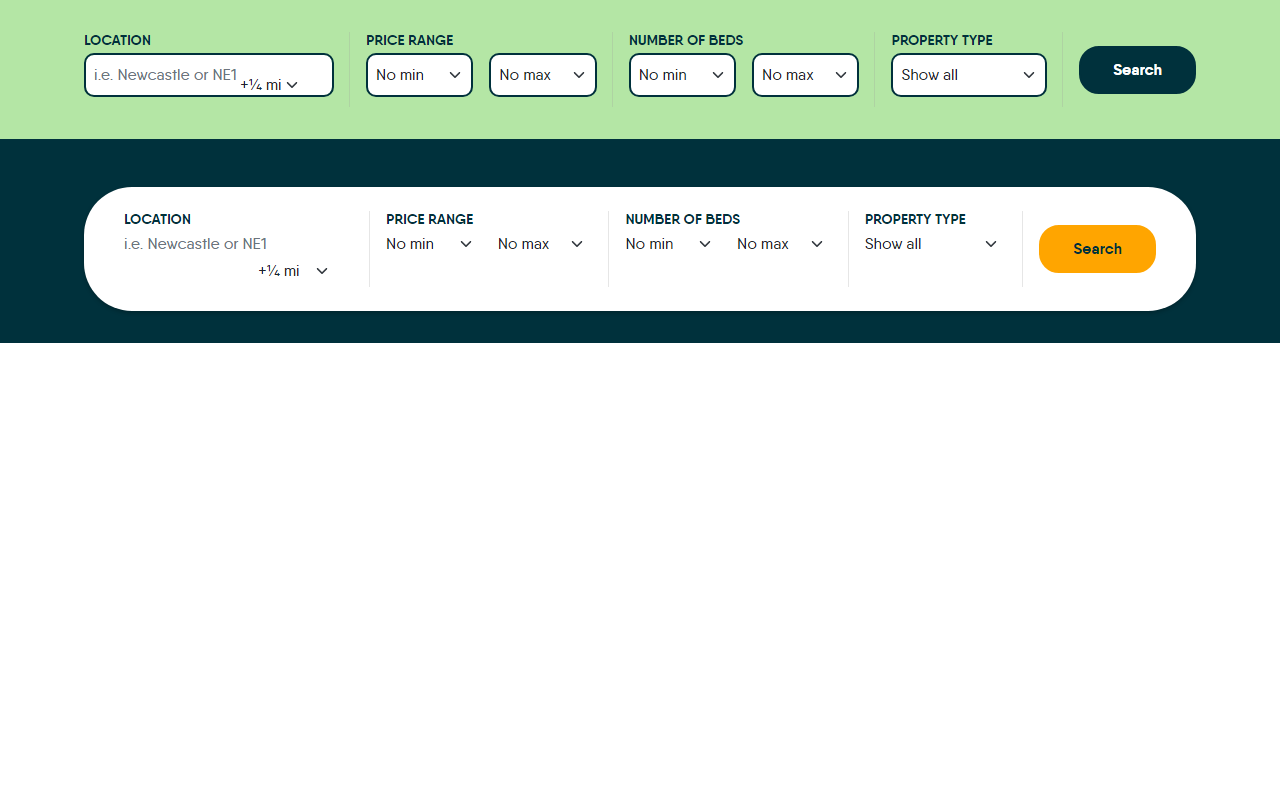 LOCATION PRICE RANGE NUMBER OF BEDS PROPERTY TYPE
i.e. Newcastle or NE1 +¼ mi No min No max No min No max Show all Search
LOCATION PRICE RANGE NUMBER OF BEDS PROPERTY TYPE
i.e. Newcastle or NE1 No min No max No min No max Show all Search
+¼ mi